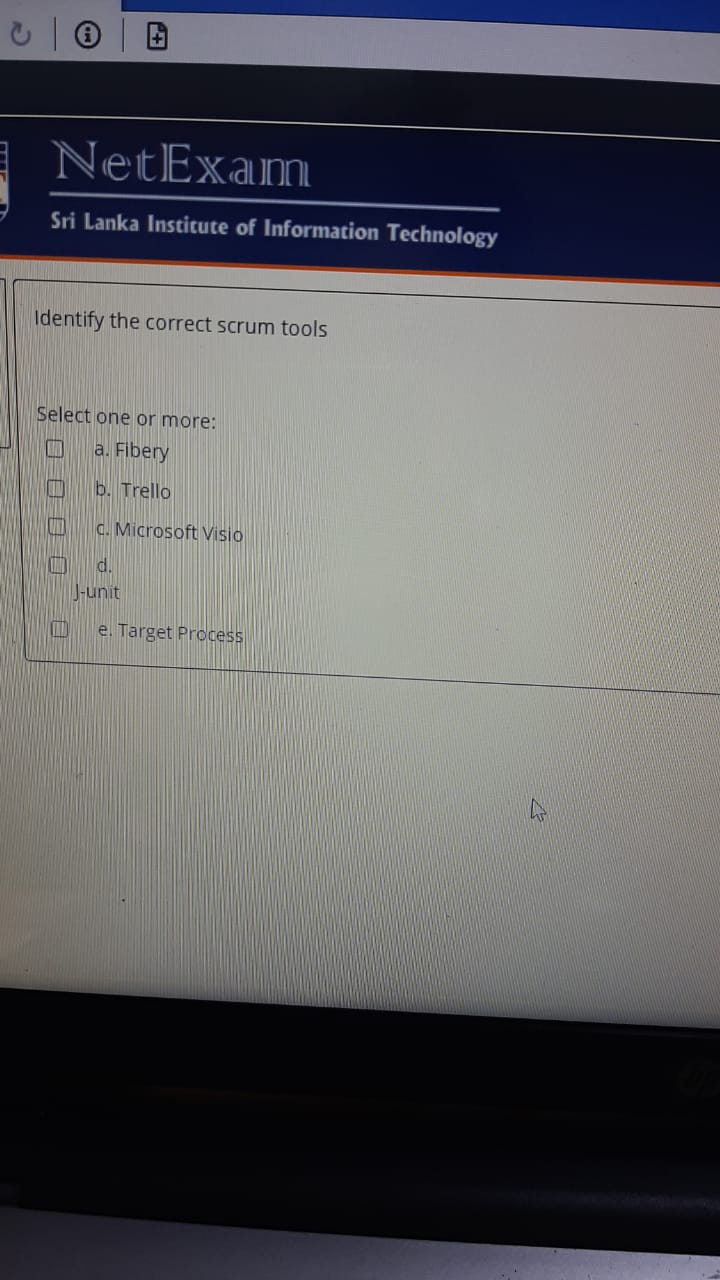 NetExam
Sri Lanka Institute of Information Technology
Identify the correct scrum tools
Select one or more:
a. Fibery
b. Trello
c. Microsoft Visio
d.
J-unit
e. Target Process